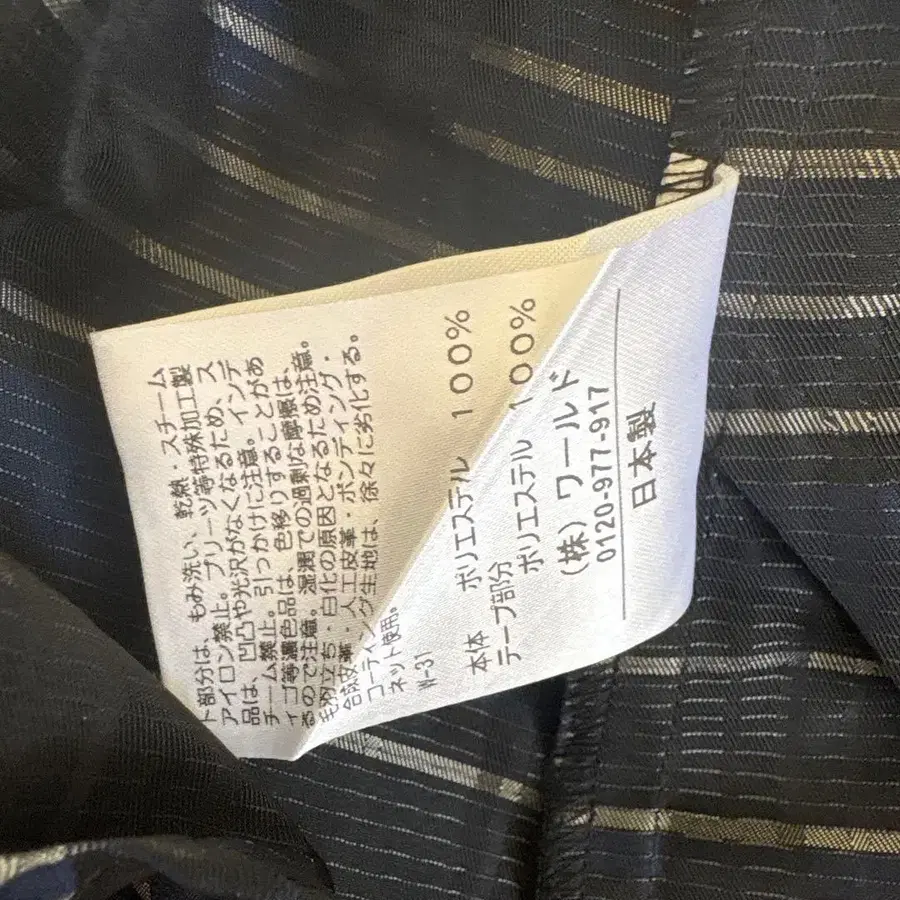 ト部分は、もみ洗い、乾熱・スチーム
アイロン禁止。プリーツ等特殊加工製
品は、凹凸や光沢がなくなるため、ス
チーム禁止。引っかけに注意。インデ
ィゴ等濃色品は、色移りすることがあ
るので注意。湿潤での過剰な摩擦は、
毛羽立ち・白化の原因となるため注意。
合成皮革・人工皮革・ボンディング・
コーティング生地は、徐々に劣化する。
ネット使用。
W-31
本体 ポリエステル 100%
テープ部分
ポリエステル 100%
(株)ワールド
0120-977-917
日本製